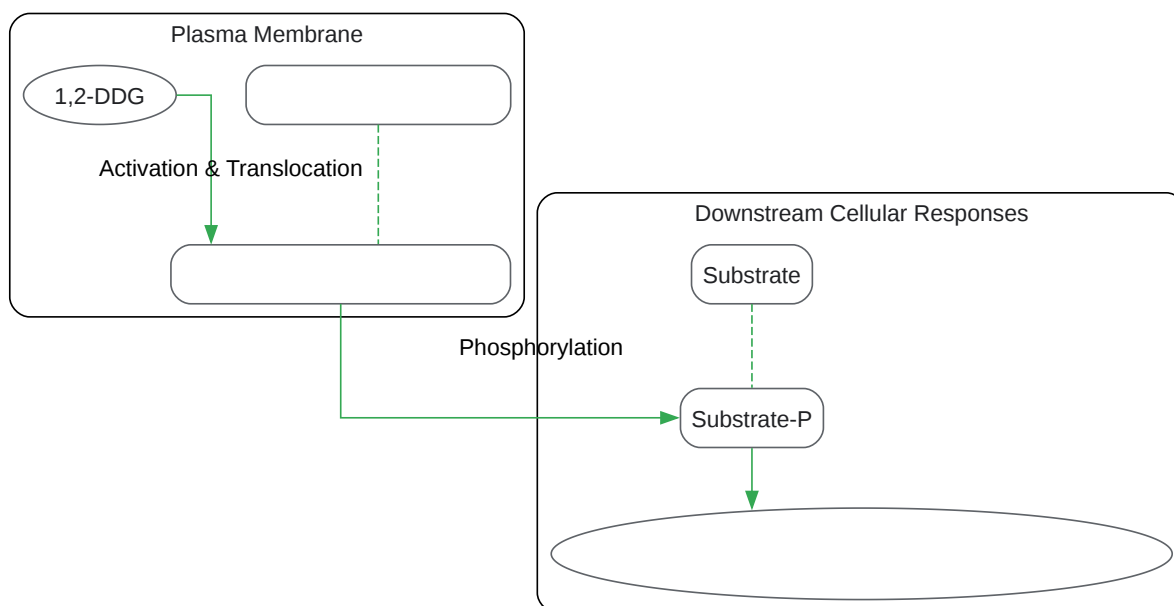 Plasma Membrane
1,2-DDG
Activation & Translocation
Downstream Cellular Responses
Substrate
Phosphorylation
Substrate-P